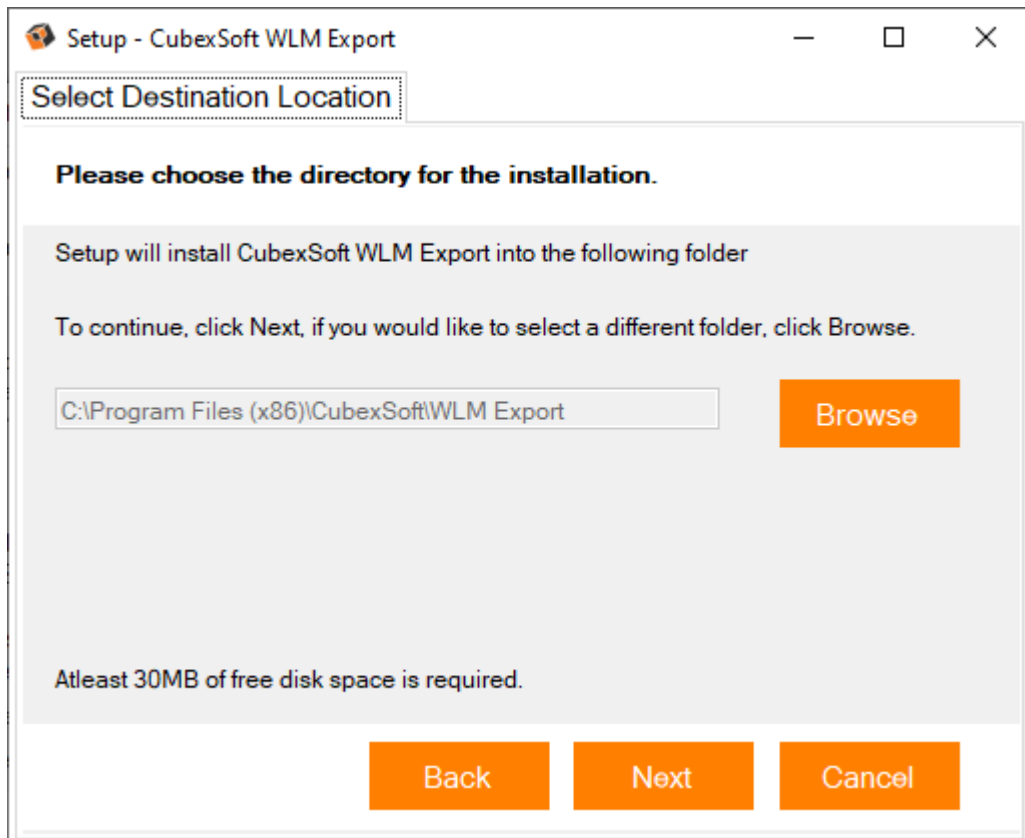 Setup - CubexSoft WLM Export
Select Destination Location
Please choose the directory for the installation.
Setup will install CubexSoft WLM Export into the following folder
To continue, click Next, if you would like to select a different folder, click Browse.
C:\Program Files (x86)\CubexSoft\WLM Export
Browse
Atleast 30MB of free disk space is required.
Back
Next
Cancel